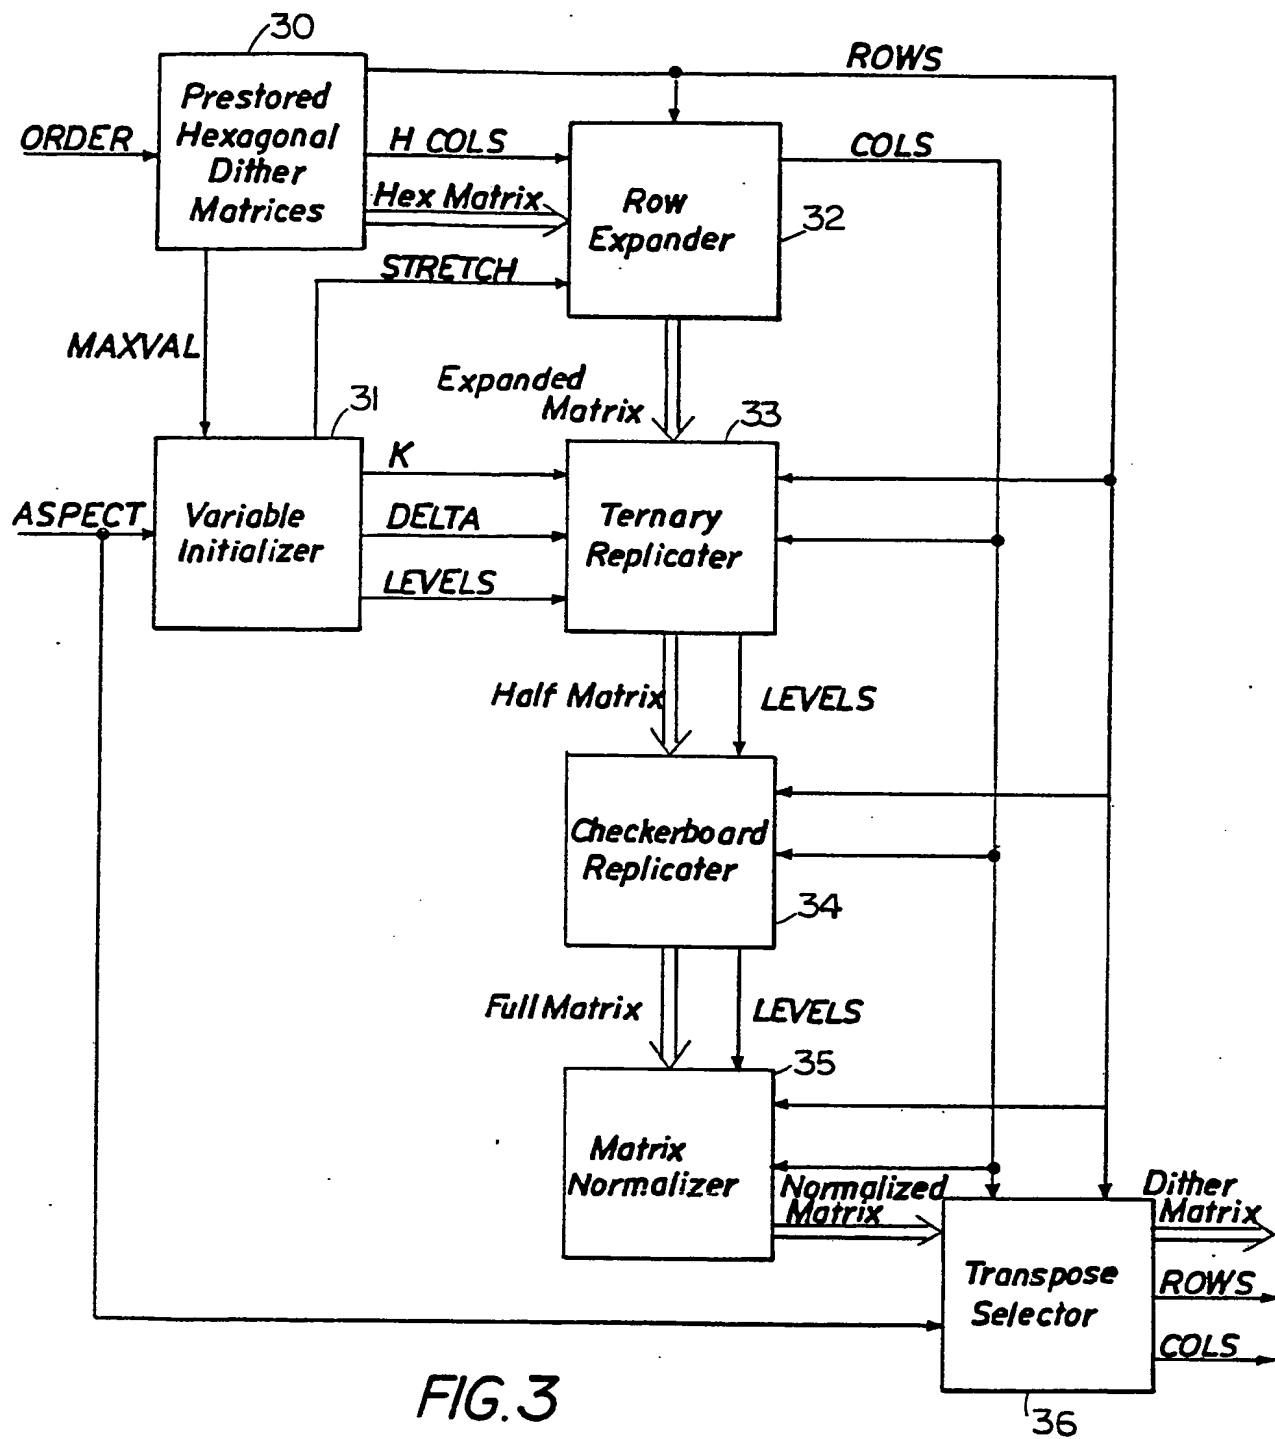 30
ROWS
Prestored
Hexagonal
Dither
Matrices
ORDER
H COLS
Hex Matrix
STRETCH
COLS
Row
Expander
32
MAXVAL
31
Expanded
Matrix
33
K
ASPECT
Variable
Initializer
DELTA
LEVELS
Ternary
Replicater
Half Matrix
LEVELS
Checkerboard
Replicater
34
Full Matrix
LEVELS
35
Matrix
Normalizer
Normalized
Matrix
Dither
Matrix
Transpose
Selector
ROWS
COLS
36
FIG. 3